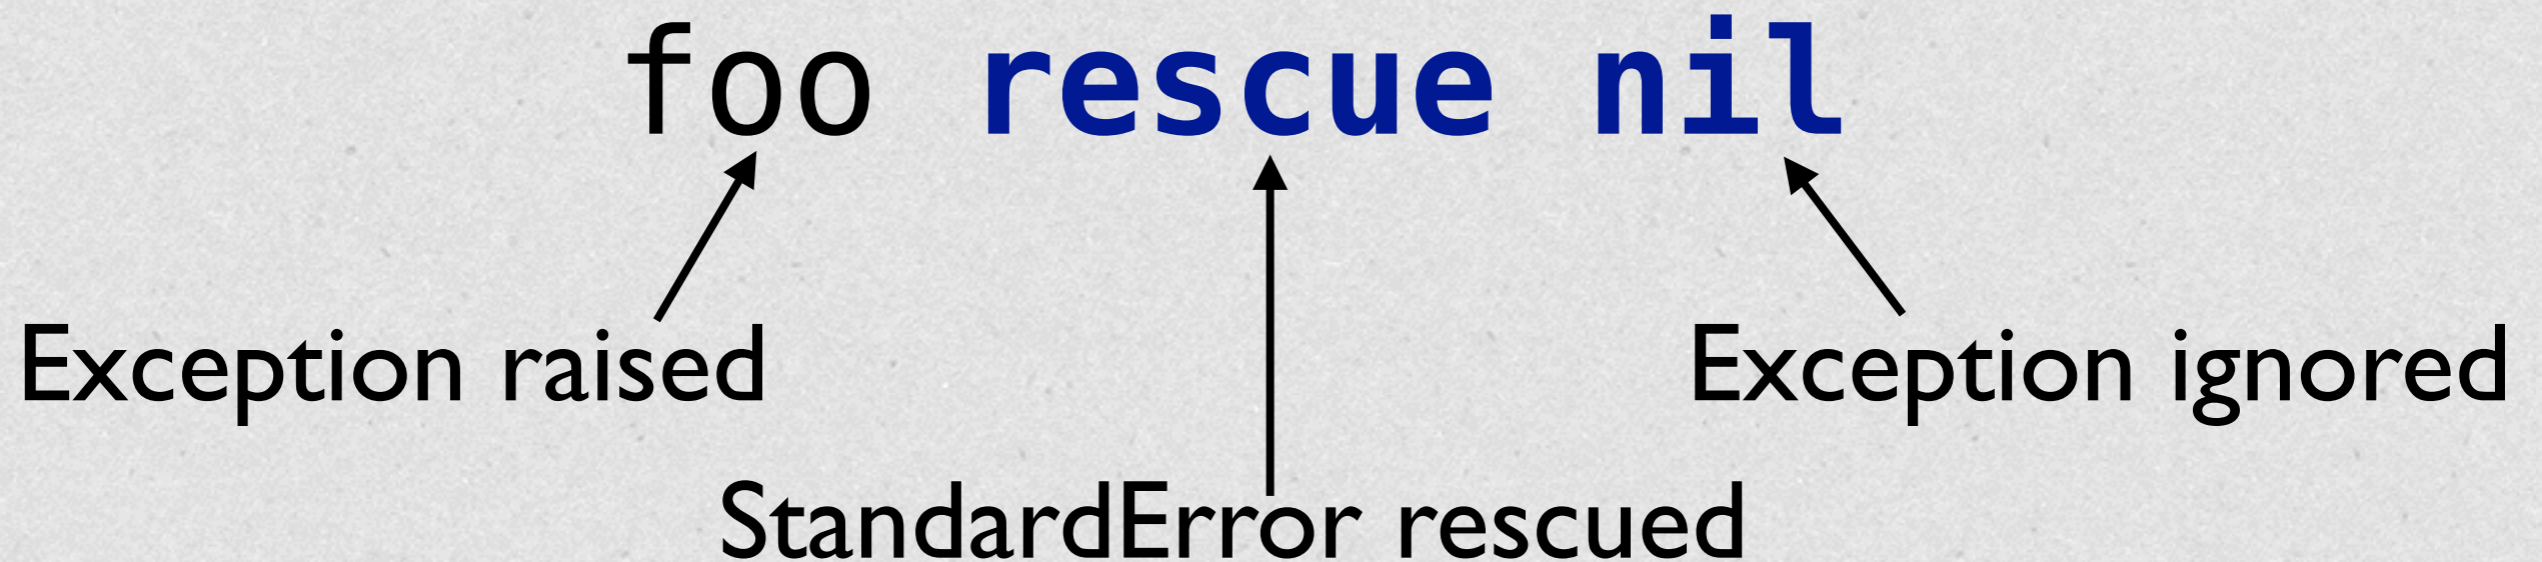 foo rescue nil
Exception raised
Exception ignored
StandardError rescued